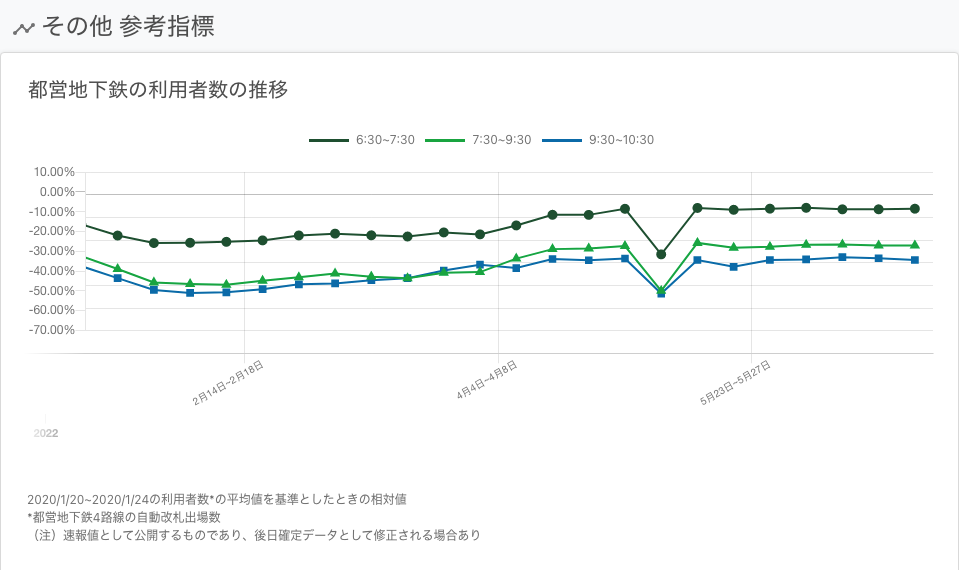 その他 参考指標
都営地下鉄の利用者数の推移
6:30~7:30 7:30~9:30 9:30~10:30
10.00%
0.00%
-10.00%
-20.00%
-30.00%
-40.00%
-50.00%
-60.00%
-70.00%
2月14日~2月18日 4月4日~4月8日 5月23日~5月27日
2022
2020/1/20~2020/1/24の利用者数*の平均値を基準としたときの相対値
*都営地下鉄4路線の自動改札出場数
（注）速報値として公開するものであり、後日確定データとして修正される場合あり